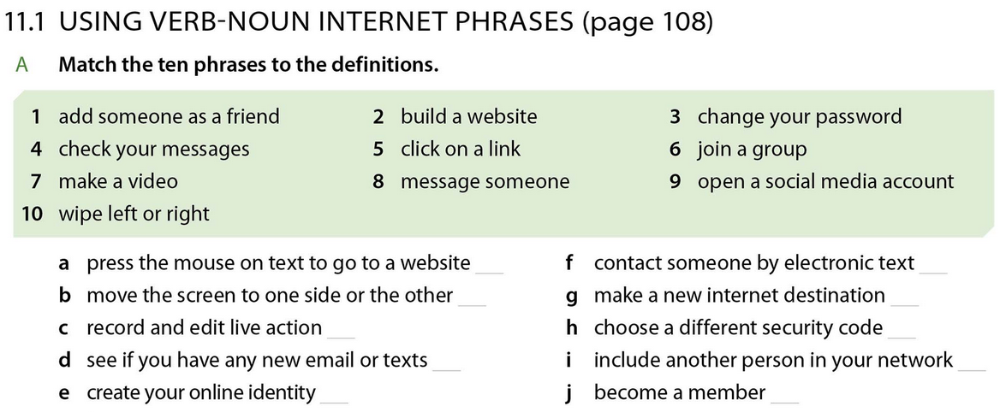 11.1 USING VERB-NOUN INTERNET PHRASES (page 108)
A Match the ten phrases to the definitions.
1 add someone as a friend 2 build a website 3 change your password
4 check your messages 5 click on a link 6 join a group
7 make a video 8 message someone 9 open a social media account
10 wipe left or right
a press the mouse on text to go to a website ___
b move the screen to one side or the other ___
c record and edit live action ___
d see if you have any new email or texts ___
e create your online identity ___
f contact someone by electronic text ___
g make a new internet destination ___
h choose a different security code ___
i include another person in your network ___
j become a member ___